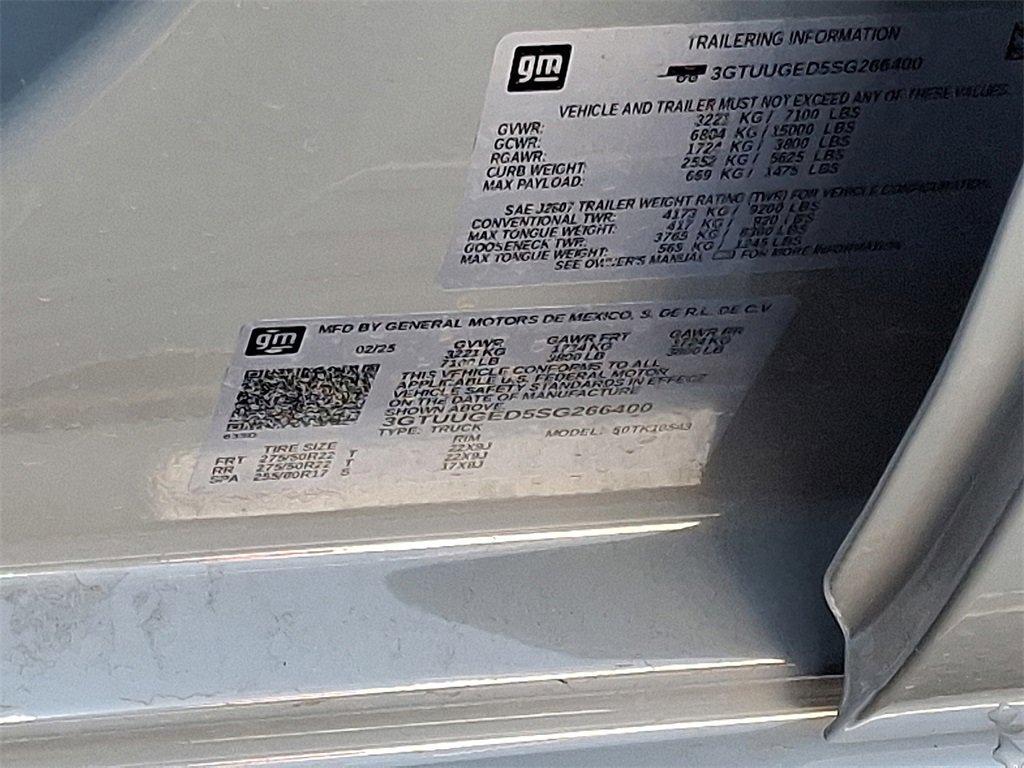 gm
TRAILERING INFORMATION
3GTUUGED5SG266400
VEHICLE AND TRAILER MUST NOT EXCEED ANY OF THESE VALUES.
GVWR: 3221 KG / 7100 LBS
GCWR: 6804 KG / 15000 LBS
RGAWR: 1724 KG / 3800 LBS
CURB WEIGHT: 2552 KG / 5625 LBS
MAX PAYLOAD: 669 KG / 1475 LBS
SAE J2807 TRAILER WEIGHT RATING (TWR) FOR VEHICLE CONFIGURATION.
CONVENTIONAL TWR: 4173 KG / 9200 LBS
MAX TONGUE WEIGHT: 417 KG / 920 LBS
GOOSENECK TWR: 3765 KG / 8300 LBS
MAX TONGUE WEIGHT: 565 KG / 1245 LBS
SEE OWNER'S MANUAL FOR MORE INFORMATION
gm
MFD BY GENERAL MOTORS DE MEXICO, S. DE R.L. DE C.V
02/25 GVWR GAWR FRT GAWR RR
3221 KG 1724 KG 1724 KG
7100 LB 3800 LB 3800 LB
THIS VEHICLE CONFORMS TO ALL
APPLICABLE U.S. FEDERAL MOTOR
VEHICLE SAFETY STANDARDS IN EFFECT
ON THE DATE OF MANUFACTURE
SHOWN ABOVE
3GTUUGED5SG266400
TYPE: TRUCK MODEL:
TIRE SIZE RIM
FRT 275/50R22 T 22X9J
RR 275/50R22 T 22X9J
SPA 255/80R17 S 17X8J